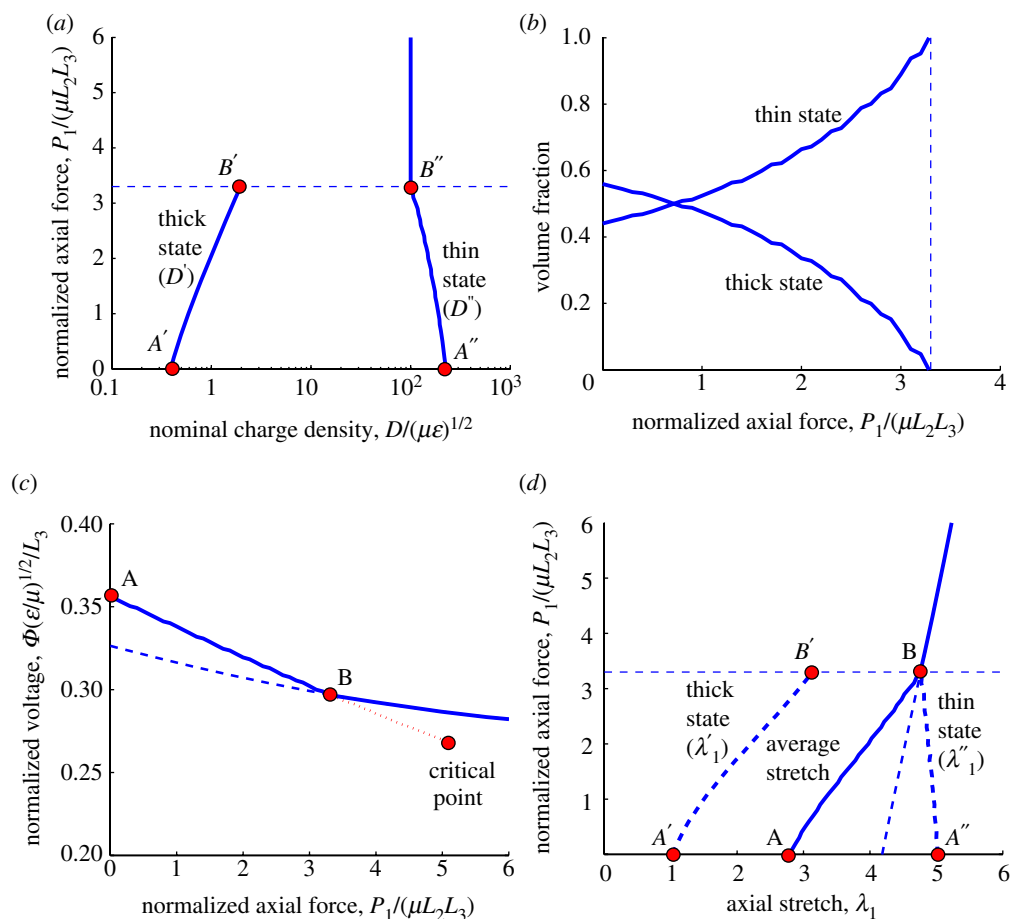 (a)
normalized axial force, P₁/(μL₂L₃)
6
5
4
3
2
1
0
0.1
1
10
10²
10³
B′
B″
thick
state
(D′)
thin
state
(D″)
A′
A″
nominal charge density, D/(με)^1/2
(b)
volume fraction
1.0
0.8
0.6
0.4
0.2
0
1
2
3
4
thin state
thick state
normalized axial force, P₁/(μL₂L₃)
(c)
normalized voltage, Φ(ε/μ)^1/2/L₃
0.40
0.35
0.30
0.25
0.20
0
1
2
3
4
5
6
A
B
critical
point
normalized axial force, P₁/(μL₂L₃)
(d)
normalized axial force, P₁/(μL₂L₃)
6
5
4
3
2
1
0
1
2
3
4
5
6
B′
B
thick
state
(λ′₁)
average
stretch
thin
state
(λ″₁)
A′
A
A″
axial stretch, λ₁